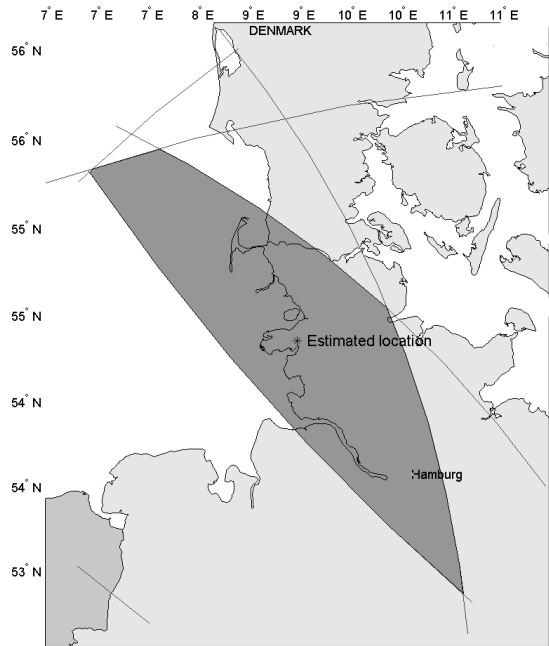 7° E 7° E 7° E 8° E 9° E 9° E 10° E 10° E 11° E 11° E
DENMARK
56° N
56° N
55° N
55° N
Estimated location
54° N
54° N
Hamburg
53° N